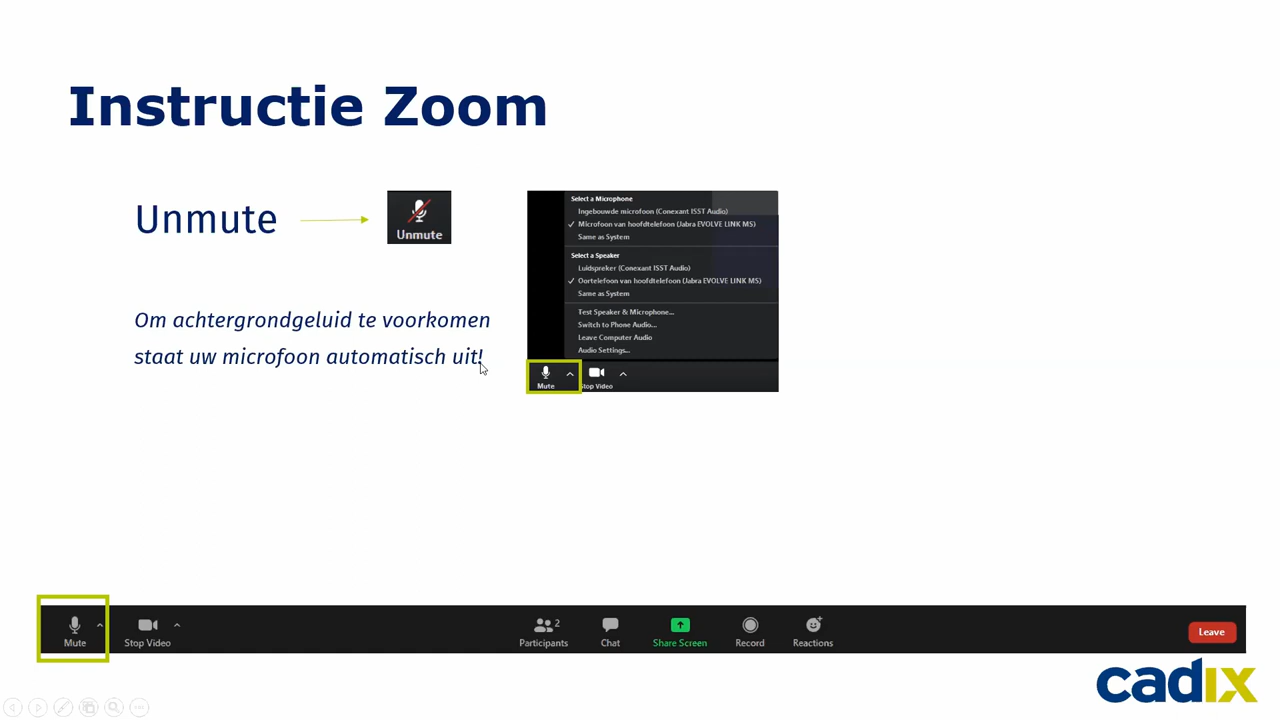 Instructie Zoom
Unmute
Unmute
Om achtergrondgeluid te voorkomen
staat uw microfoon automatisch uit!
Select a Microphone
Ingebouwde microfoon (Conexant ISST Audio)
✓ Microfoon van hoofdtelefoon (Jabra EVOLVE LINK MS)
Same as System
Select a Speaker
Luidspreker (Conexant ISST Audio)
✓ Oortelefoon van hoofdtelefoon (Jabra EVOLVE LINK MS)
Same as System
Test Speaker & Microphone...
Switch to Phone Audio...
Leave Computer Audio
Audio Settings...
Mute Stop Video
Mute Stop Video Participants 2 Chat Share Screen Record Reactions Leave
cadix